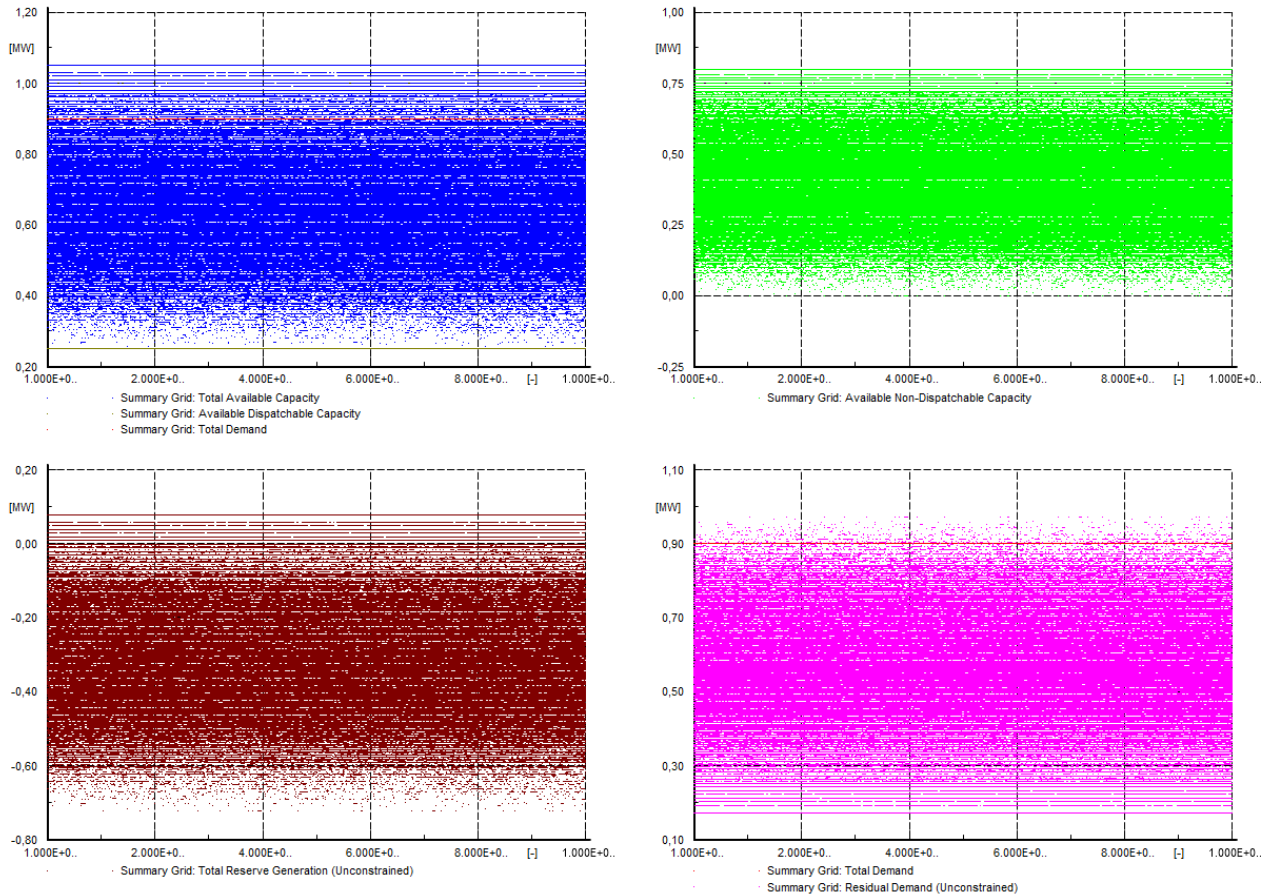 1,20
[MW]
1,00
0,80
0,60
0,40
0,20
1.000E+0.. 2.000E+0.. 4.000E+0.. 6.000E+0.. 8.000E+0.. [-] 1.000E+0..
Summary Grid: Total Available Capacity
Summary Grid: Available Dispatchable Capacity
Summary Grid: Total Demand
1,00
[MW]
0,75
0,50
0,25
0,00
-0,25
1.000E+0.. 2.000E+0.. 4.000E+0.. 6.000E+0.. 8.000E+0.. [-] 1.000E+0..
Summary Grid: Available Non-Dispatchable Capacity
0,20
[MW]
0,00
-0,20
-0,40
-0,60
-0,80
1.000E+0.. 2.000E+0.. 4.000E+0.. 6.000E+0.. 8.000E+0.. [-] 1.000E+0..
Summary Grid: Total Reserve Generation (Unconstrained)
1,10
[MW]
0,90
0,70
0,50
0,30
0,10
1.000E+0.. 2.000E+0.. 4.000E+0.. 6.000E+0.. 8.000E+0.. [-] 1.000E+0..
Summary Grid: Total Demand
Summary Grid: Residual Demand (Unconstrained)